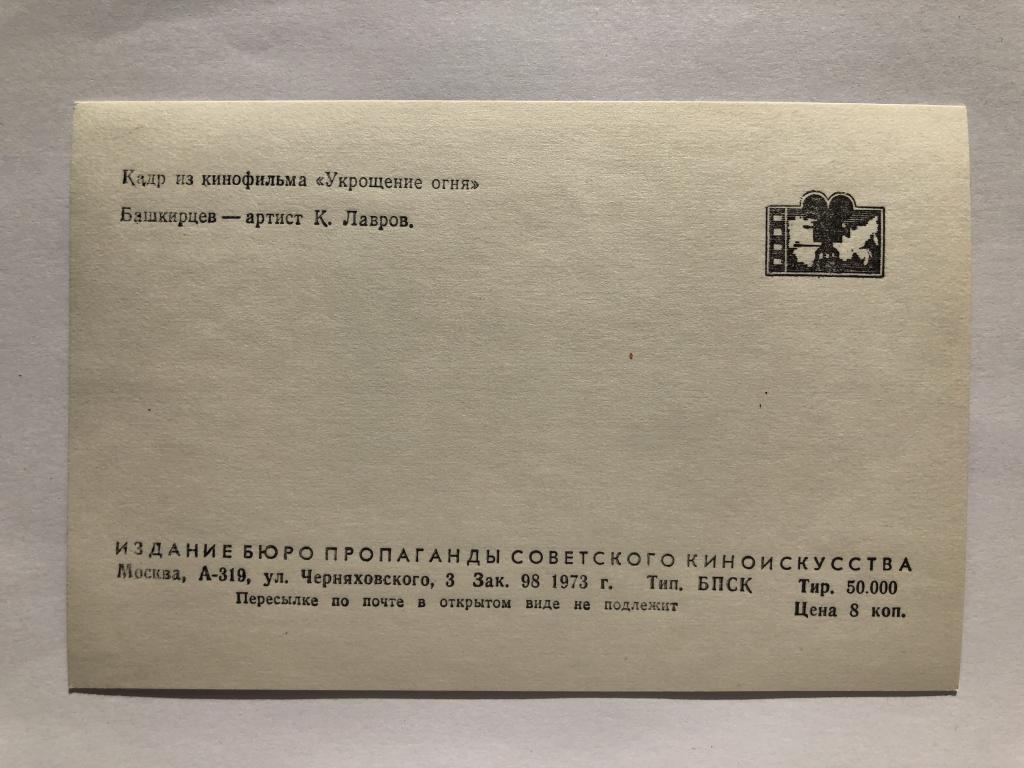 Кадр из кинофильма «Укрощение огня»
Башкирцев — артист К. Лавров.
ИЗДАНИЕ БЮРО ПРОПАГАНДЫ СОВЕТСКОГО КИНОИСКУССТВА
Москва, А-319, ул. Черняховского, 3 Зак. 98 1973 г. Тип. БПСК Тир. 50.000
Пересылке по почте в открытом виде не подлежит Цена 8 коп.